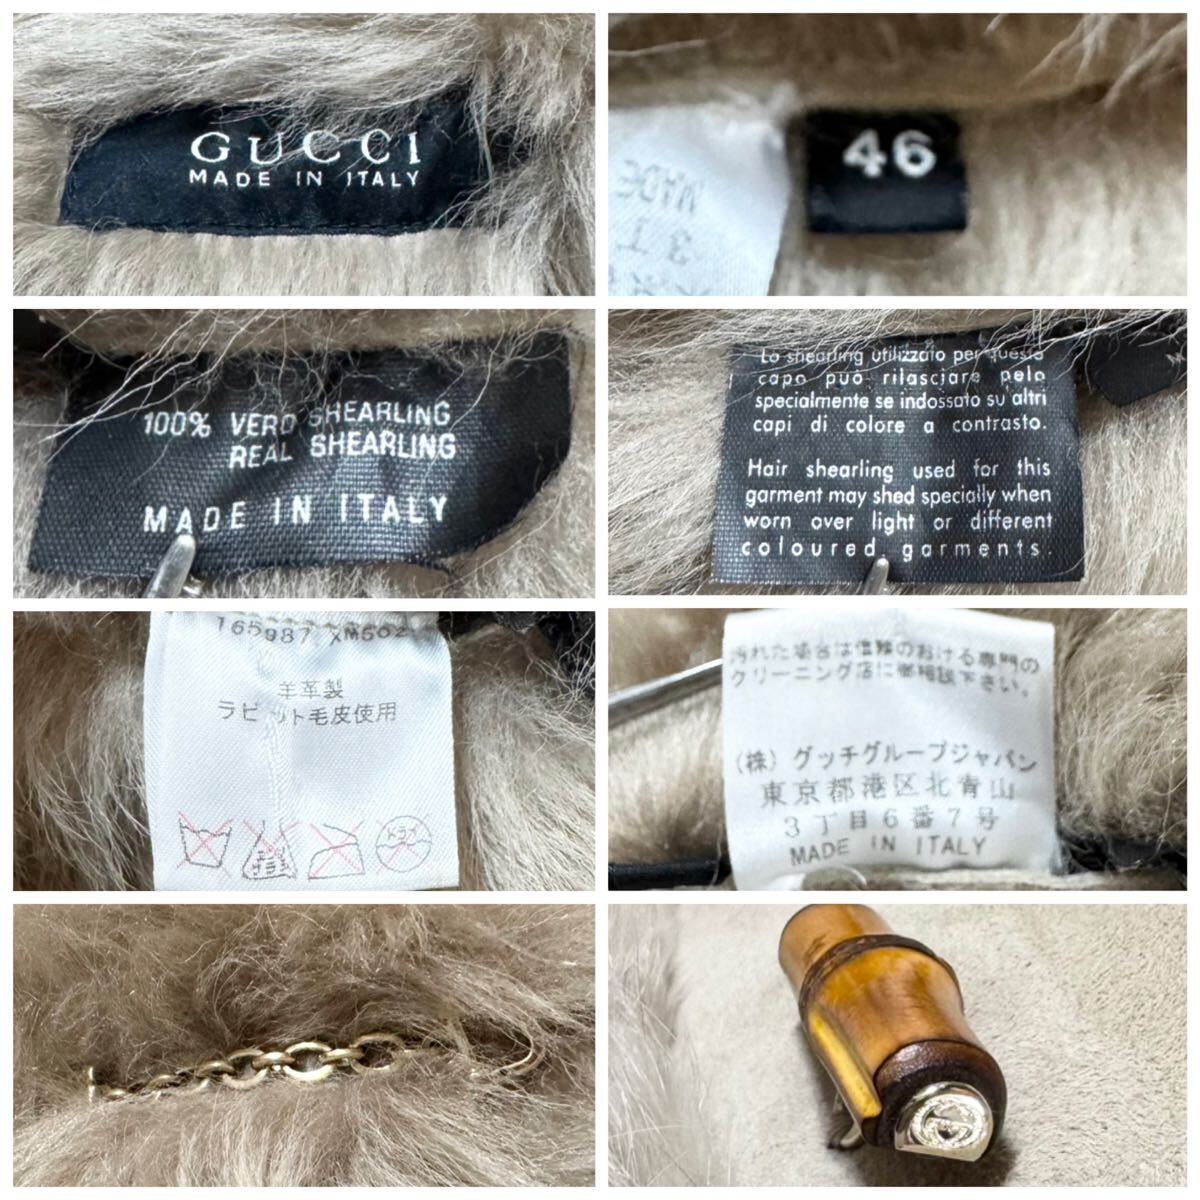 GUCCI
MADE IN ITALY
46
MADE
100% VERO SHEARLING
REAL SHEARLING
MADE IN ITALY
Lo shearling utilizzato per questo
capo può rilasciare pelo
specialmente se indossato su altri
capi di colore a contrasto.
Hair shearling used for this
garment may shed specially when
worn over light or different
coloured garments.
165987 XM502
羊革製
ラビット毛皮使用
ドライ
汚れた場合は信頼のおける専門の
クリーニング店に御相談下さい。
(株) グッチグループジャパン
東京都港区北青山
3丁目6番7号
MADE IN ITALY